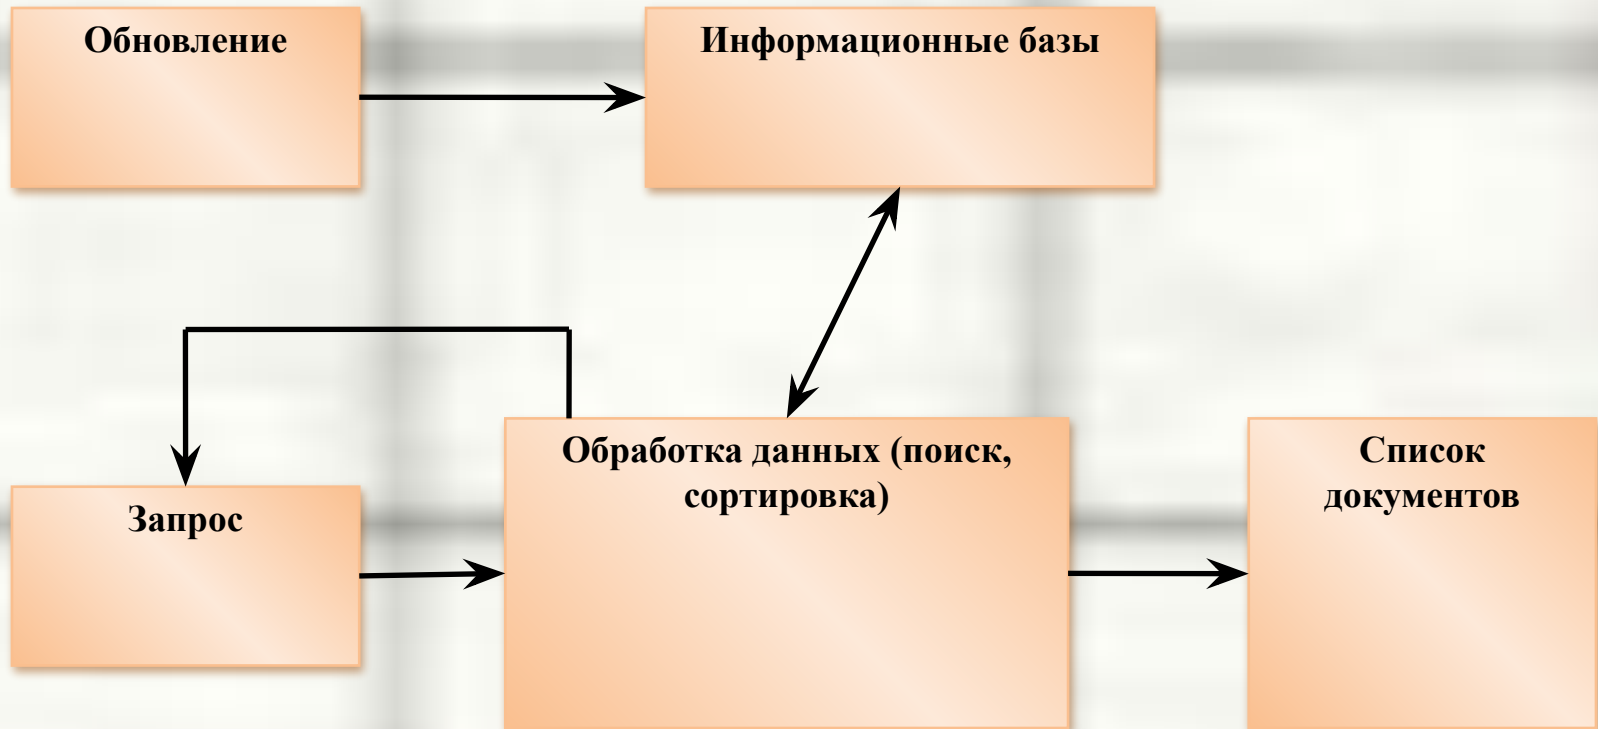 Обновление
Информационные базы
Обработка данных (поиск,
сортировка)
Список
документов
Запрос